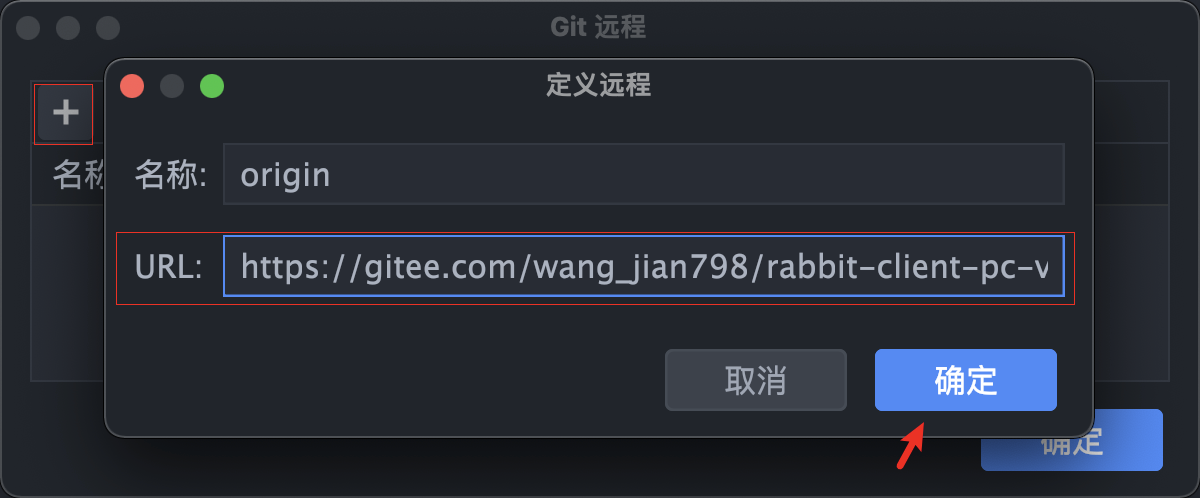 Git 远程
定义远程
+
名称
名称:
origin
URL:
https://gitee.com/wang_jian798/rabbit-client-pc-v
取消
确定
确定